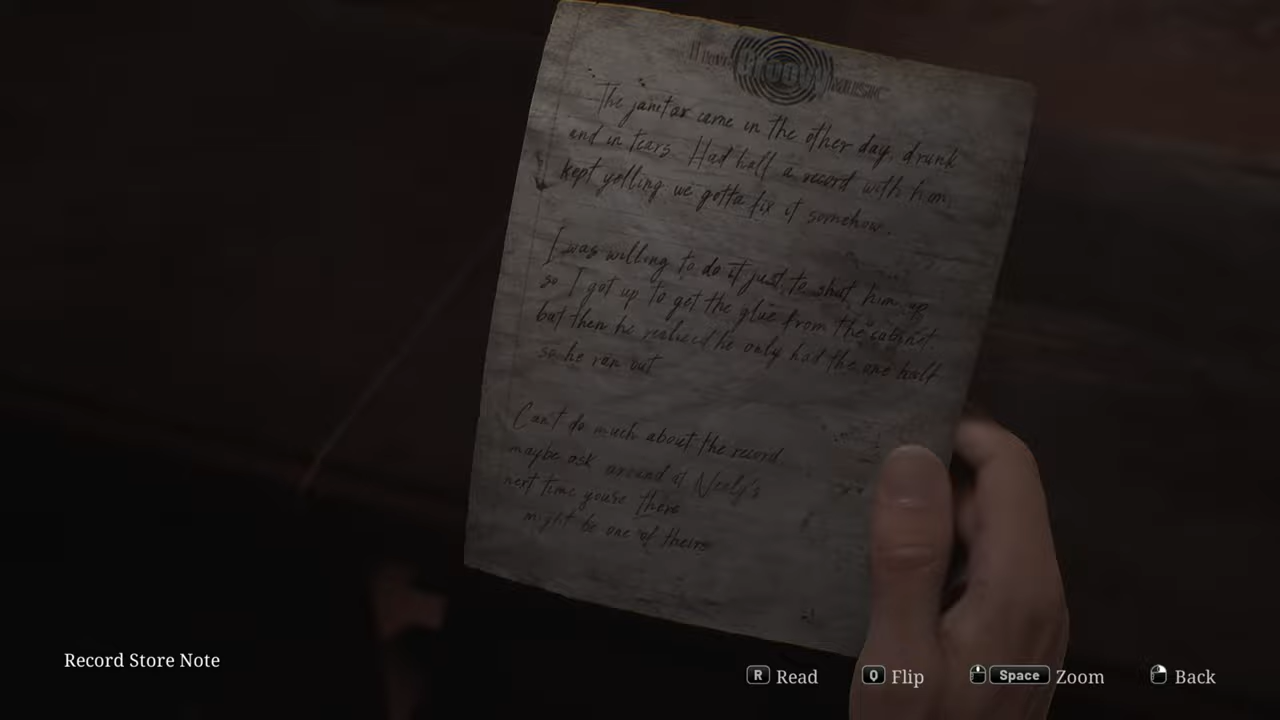 The janitor came in the other day, drunk
and in tears. Had half a record with him,
kept yelling we gotta fix it somehow.
I was willing to do it just to shut him up
so I got up to get the glue from the cabinet.
but then he realized he only had the one half
so he ran out
Can't do much about the record.
maybe ask around at Neely's
next time you're there
might be one of theirs
Record Store Note
R Read
Q Flip
Space Zoom
Back